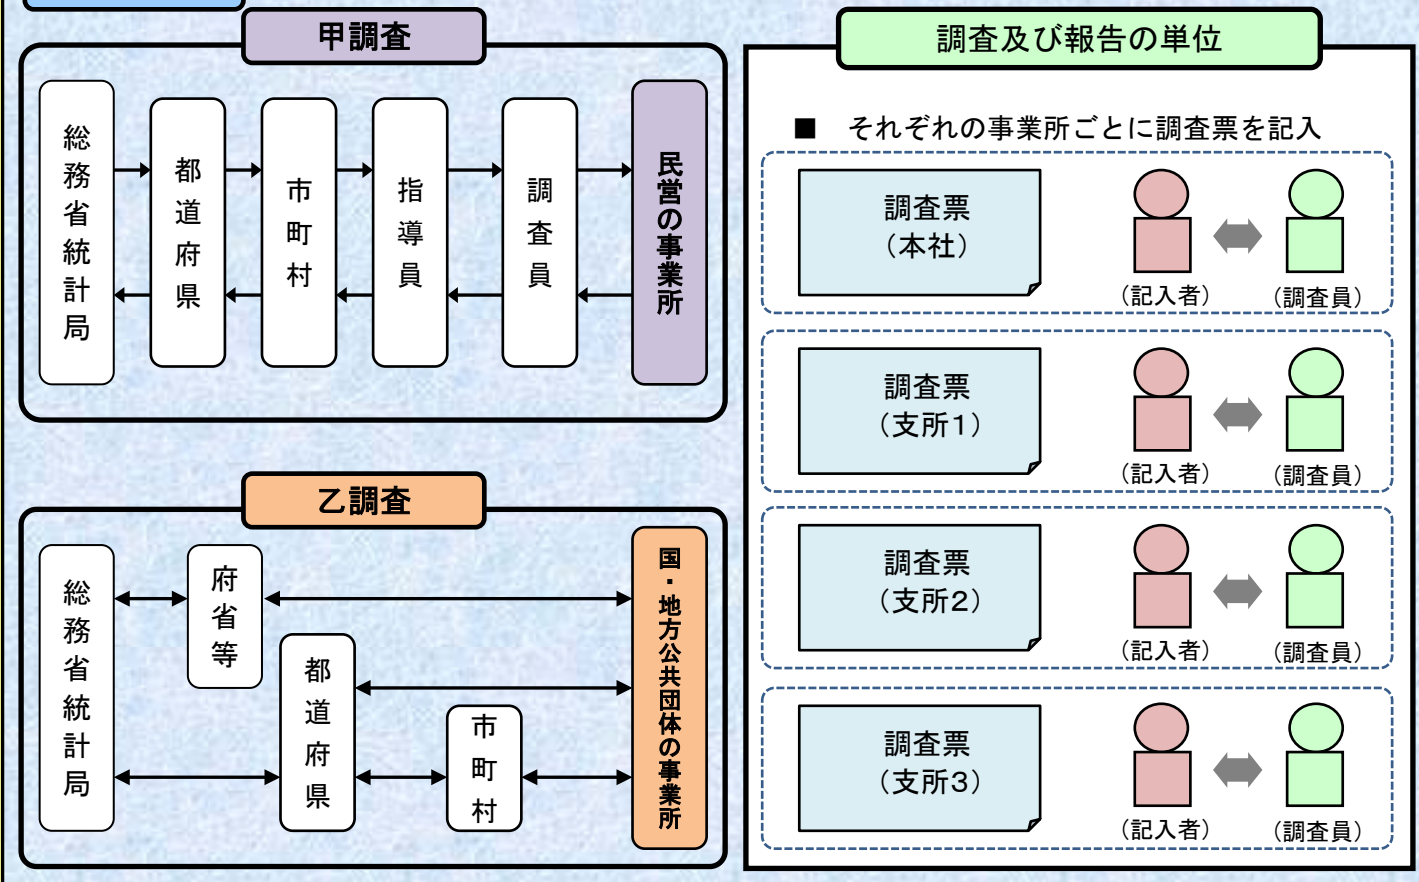 甲調査
総務省統計局
都道府県
市町村
指導員
調査員
民営の事業所
乙調査
総務省統計局
府省等
都道府県
市町村
国・地方公共団体の事業所
調査及び報告の単位
■　それぞれの事業所ごとに調査票を記入
調査票
（本社）
（記入者）
（調査員）
調査票
（支所１）
（記入者）
（調査員）
調査票
（支所２）
（記入者）
（調査員）
調査票
（支所３）
（記入者）
（調査員）